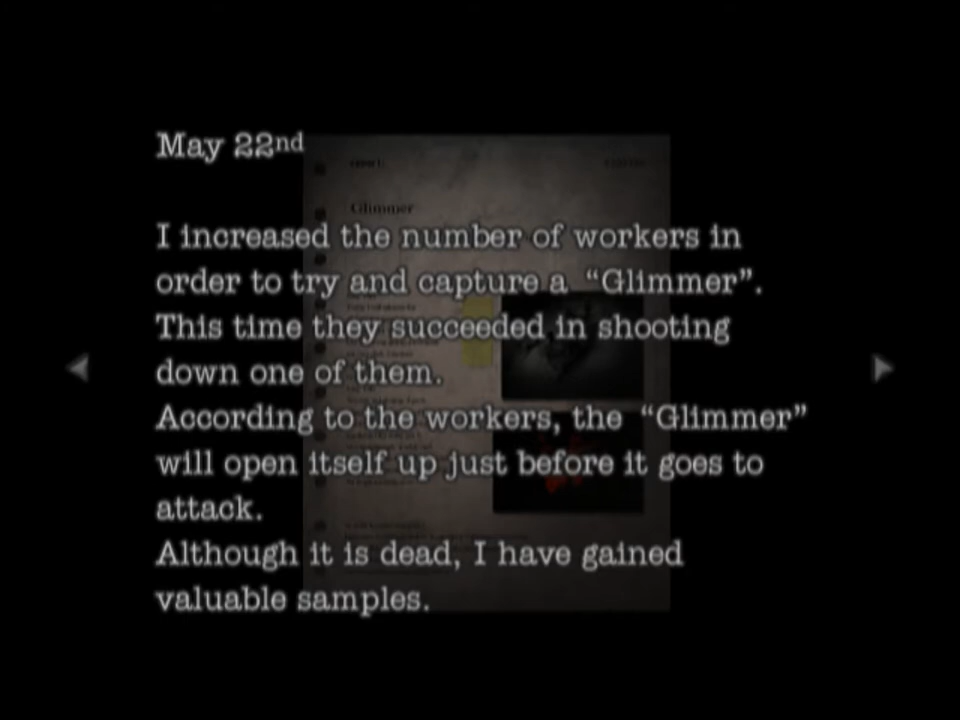 May 22nd
Glimmer
I increased the number of workers in
order to try and capture a “Glimmer”.
This time they succeeded in shooting
down one of them.
According to the workers, the “Glimmer”
will open itself up just before it goes to
attack.
Although it is dead, I have gained
valuable samples.